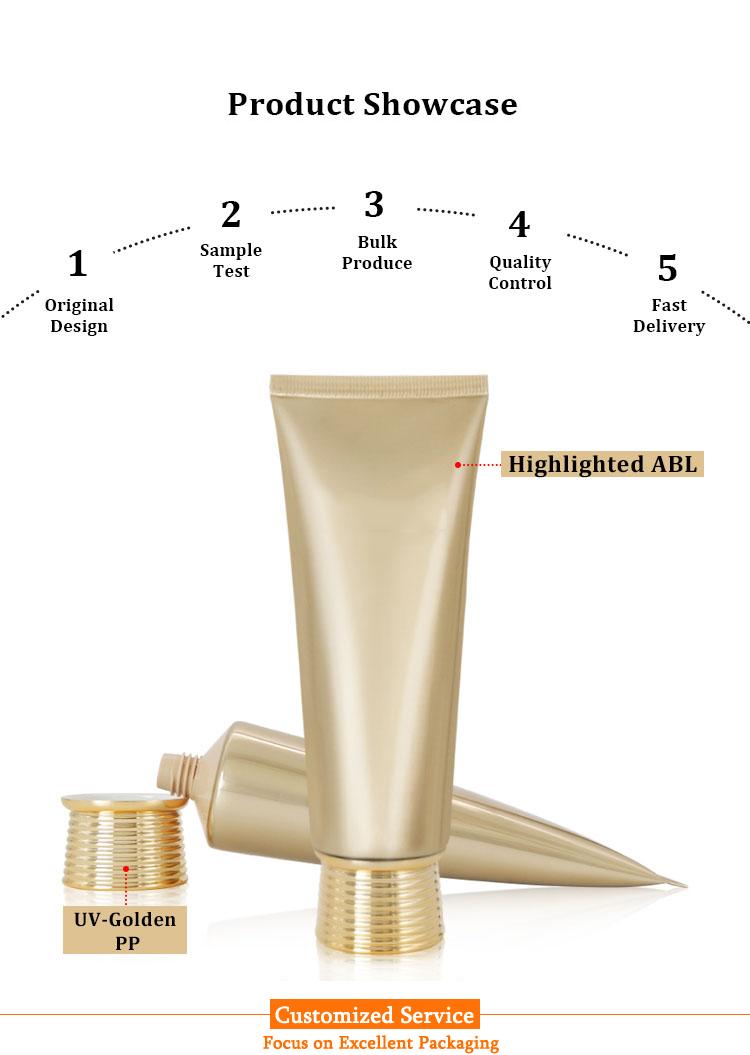 Product Showcase
1
Original
Design
2
Sample
Test
3
Bulk
Produce
4
Quality
Control
5
Fast
Delivery
Highlighted ABL
UV-Golden
PP
Customized Service
Focus on Excellent Packaging